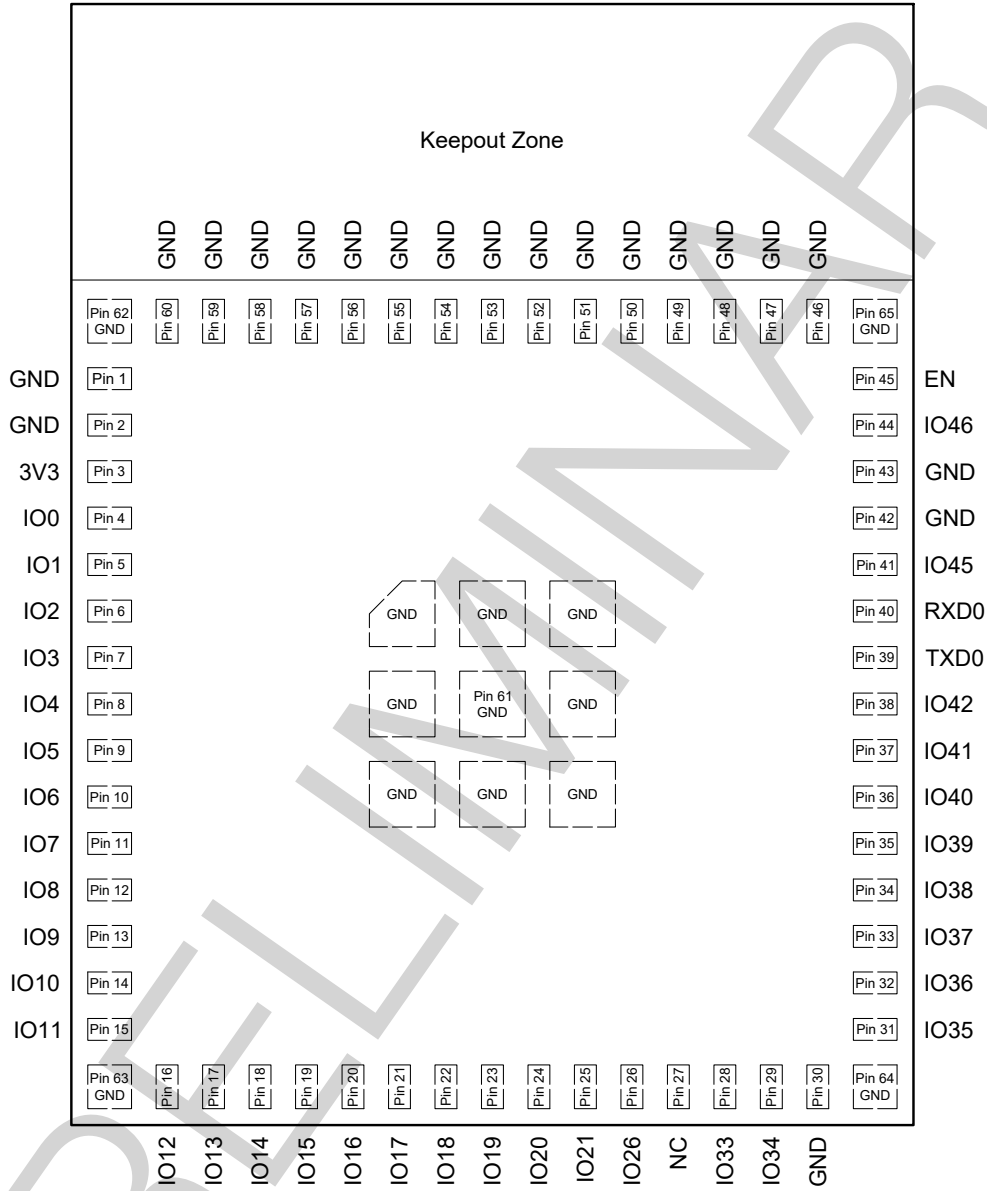 Keepout Zone
GND GND GND GND GND GND GND GND GND GND GND GND GND GND GND
Pin 62 GND Pin 60 Pin 59 Pin 58 Pin 57 Pin 56 Pin 55 Pin 54 Pin 53 Pin 52 Pin 51 Pin 50 Pin 49 Pin 48 Pin 47 Pin 46 Pin 65 GND
GND Pin 1 Pin 45 EN
GND Pin 2 Pin 44 IO46
3V3 Pin 3 Pin 43 GND
IO0 Pin 4 Pin 42 GND
IO1 Pin 5 Pin 41 IO45
IO2 Pin 6 GND GND GND Pin 40 RXD0
IO3 Pin 7 Pin 39 TXD0
IO4 Pin 8 GND Pin 61 GND GND Pin 38 IO42
IO5 Pin 9 Pin 37 IO41
IO6 Pin 10 GND GND GND Pin 36 IO40
IO7 Pin 11 Pin 35 IO39
IO8 Pin 12 Pin 34 IO38
IO9 Pin 13 Pin 33 IO37
IO10 Pin 14 Pin 32 IO36
IO11 Pin 15 Pin 31 IO35
Pin 63 GND Pin 16 Pin 17 Pin 18 Pin 19 Pin 20 Pin 21 Pin 22 Pin 23 Pin 24 Pin 25 Pin 26 Pin 27 Pin 28 Pin 29 Pin 30 Pin 64 GND
IO12 IO13 IO14 IO15 IO16 IO17 IO18 IO19 IO20 IO21 IO26 NC IO33 IO34 GND